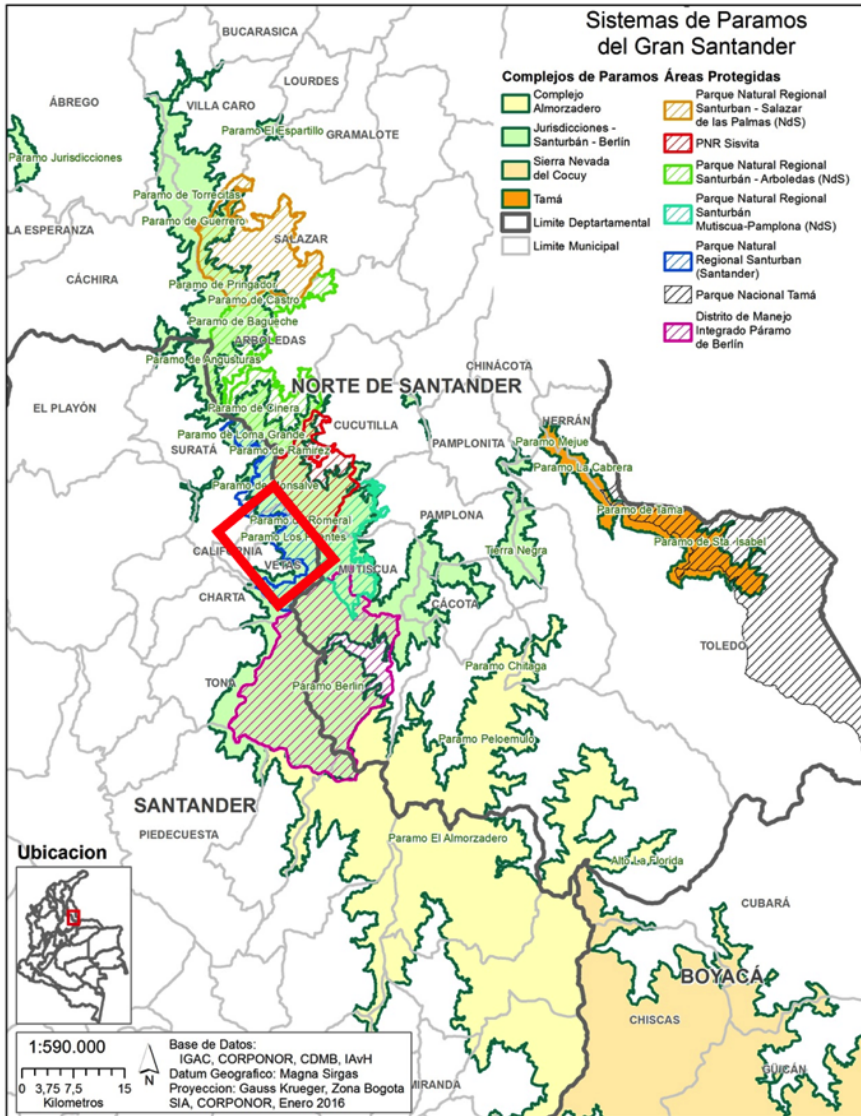 Sistemas de Paramos
del Gran Santander
Complejos de Paramos
Complejo
Almorzadero
Jurisdicciones -
Santurbán - Berlín
Sierra Nevada
del Cocuy
Tamá
Limite Deptartamental
Limite Municipal
Áreas Protegidas
Parque Natural Regional
Santurban - Salazar
de las Palmas (NdS)
PNR Sisvita
Parque Natural Regional
Santurbán - Arboledas (NdS)
Parque Natural Regional
Santurbán
Mutiscua-Pamplona (NdS)
Parque Natural
Regional Santurban
(Santander)
Parque Nacional Tamá
Distrito de Manejo
Integrado Páramo
de Berlín
BUCARASICA
LOURDES
ÁBREGO
VILLA CARO
Paramo El Espartillo
GRAMALOTE
Paramo Jurisdicciones
Paramo de Torrecitas
Paramo de Guerrero
LA ESPERANZA
SALAZAR
CÁCHIRA
Paramo de Pringador
Paramo de Castro
Paramo de Bagueche
ARBOLEDAS
Paramo de Angusturas
CHINÁCOTA
NORTE DE SANTANDER
EL PLAYÓN
Paramo de Cinera
CUCUTILLA
HERRÁN
Paramo de Loma Grande
Paramo Mejue
PAMPLONITA
SURATÁ
Paramo de Ramirez
Paramo La Cabrera
Paramo de Monsalve
Paramo de Tama
PAMPLONA
Paramo de Romeral
Paramo Los Puentes
Paramo de Sta. Isabel
CALIFORNIA
Tierra Negra
VETAS
MUTISCUA
CHARTA
CÁCOTA
TOLEDO
Paramo Chitaga
TONA
Paramo Berlin
Paramo Peloemulo
SANTANDER
PIEDECUESTA
Paramo El Almorzadero
Alto La Florida
Ubicacion
CUBARÁ
BOYACÁ
CHISCAS
GÜICÁN
MIRANDA
1:590.000
0 3,75 7,5 15
Kilometros
N
Base de Datos:
IGAC, CORPONOR, CDMB, IAvH
Datum Geografico: Magna Sirgas
Proyeccion: Gauss Krueger, Zona Bogota
SIA, CORPONOR, Enero 2016